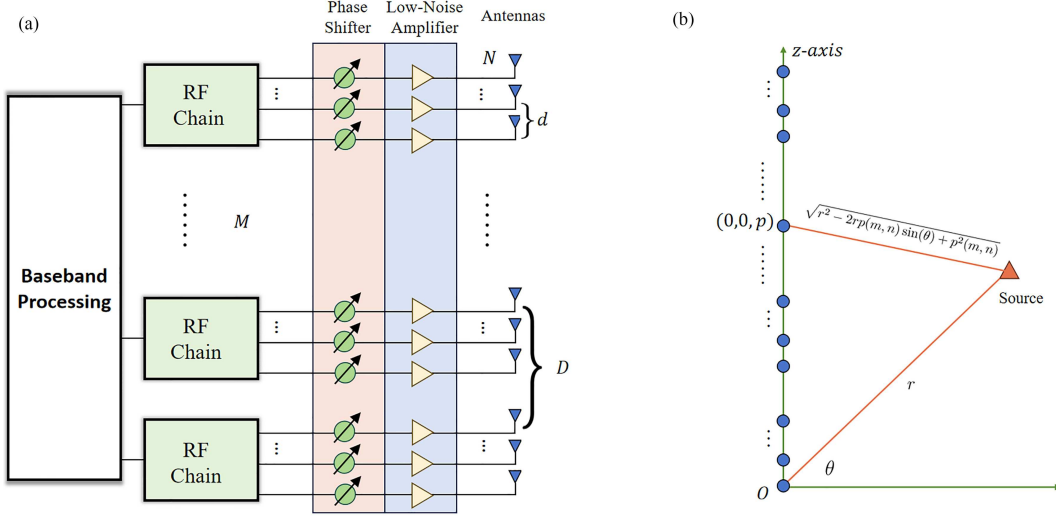 (a)
Phase
Shifter
Low-Noise
Amplifier
Antennas
N
RF
Chain
d
M
Baseband
Processing
RF
Chain
D
RF
Chain
(b)
z-axis
(0,0,p)
√r² − 2rp(m, n) sin(θ) + p²(m, n)
Source
r
θ
O